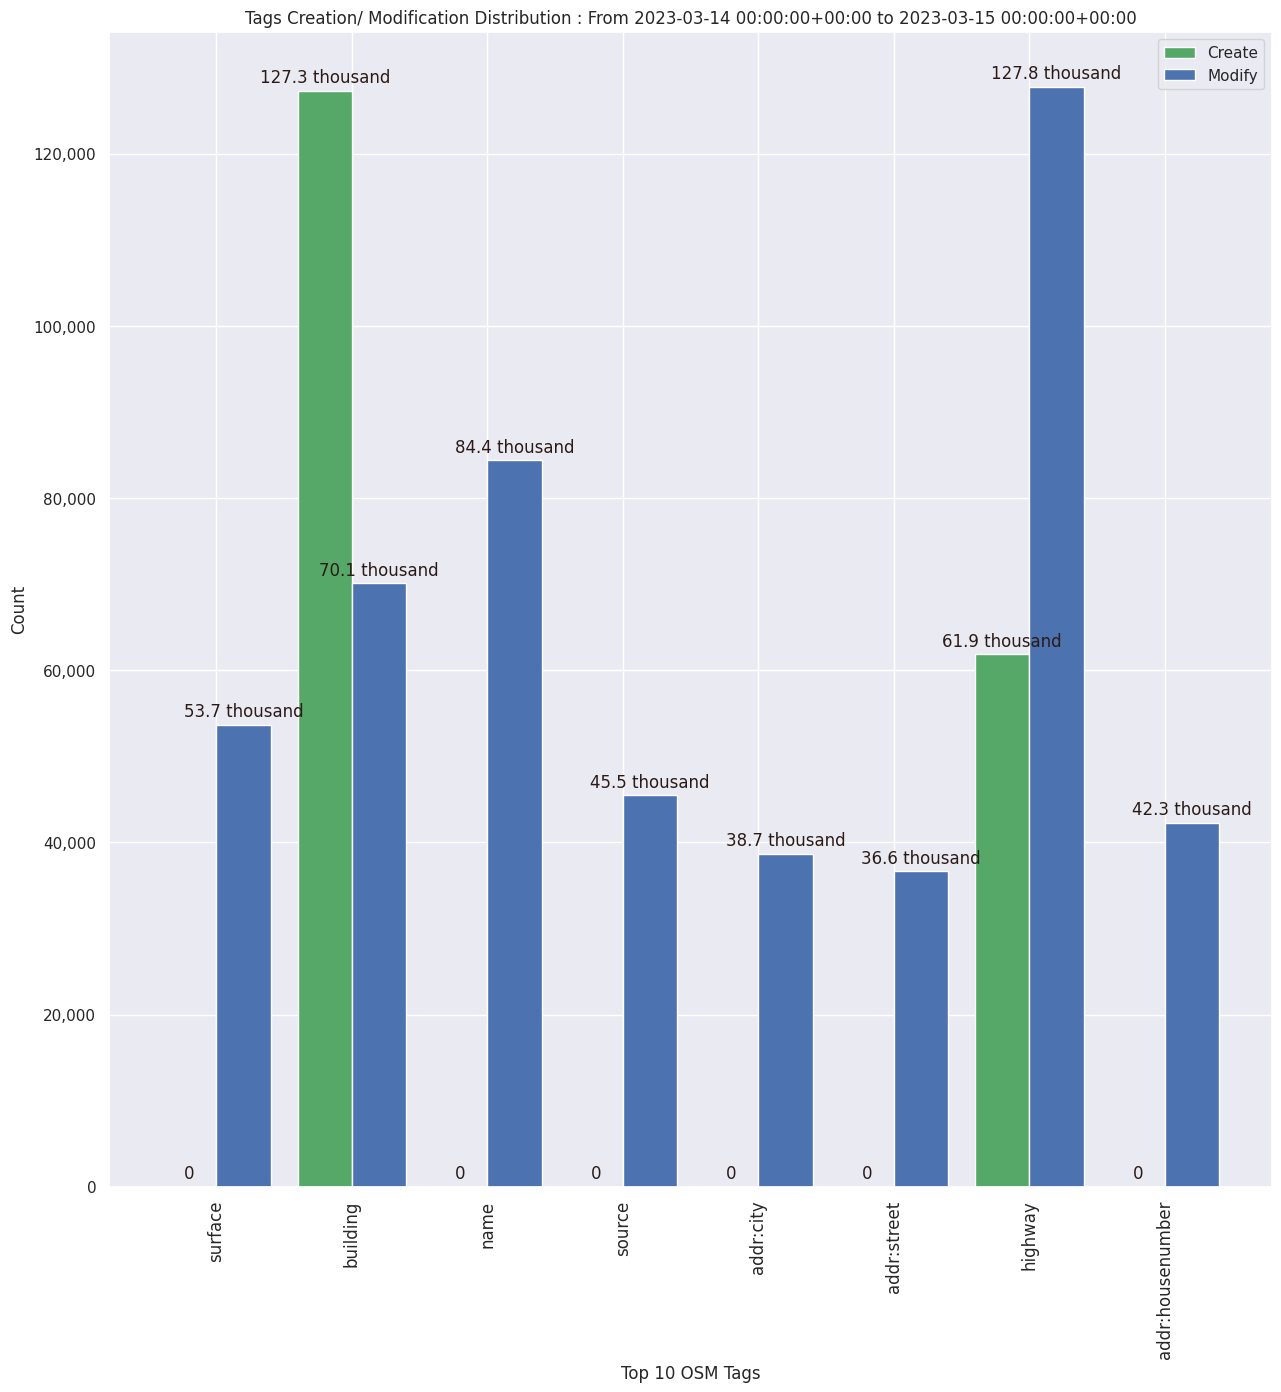 Tags Creation/ Modification Distribution : From 2023-03-14 00:00:00+00:00 to 2023-03-15 00:00:00+00:00
Create
Modify
127.3 thousand
127.8 thousand
84.4 thousand
70.1 thousand
61.9 thousand
53.7 thousand
45.5 thousand
42.3 thousand
38.7 thousand
36.6 thousand
0
0
0
0
0
0
120,000
100,000
80,000
60,000
40,000
20,000
0
Count
surface
building
name
source
addr:city
addr:street
highway
addr:housenumber
Top 10 OSM Tags